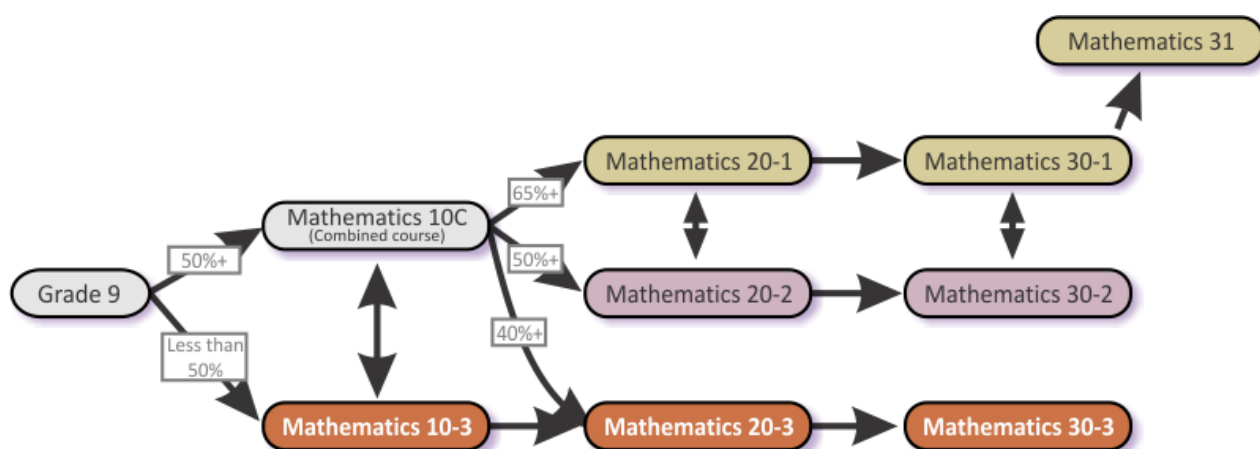 Mathematics 31
Mathematics 20-1
Mathematics 30-1
65%+
Mathematics 10C
(Combined course)
50%+
50%+
Grade 9
Mathematics 20-2
Mathematics 30-2
40%+
Less than
50%
Mathematics 10-3
Mathematics 20-3
Mathematics 30-3